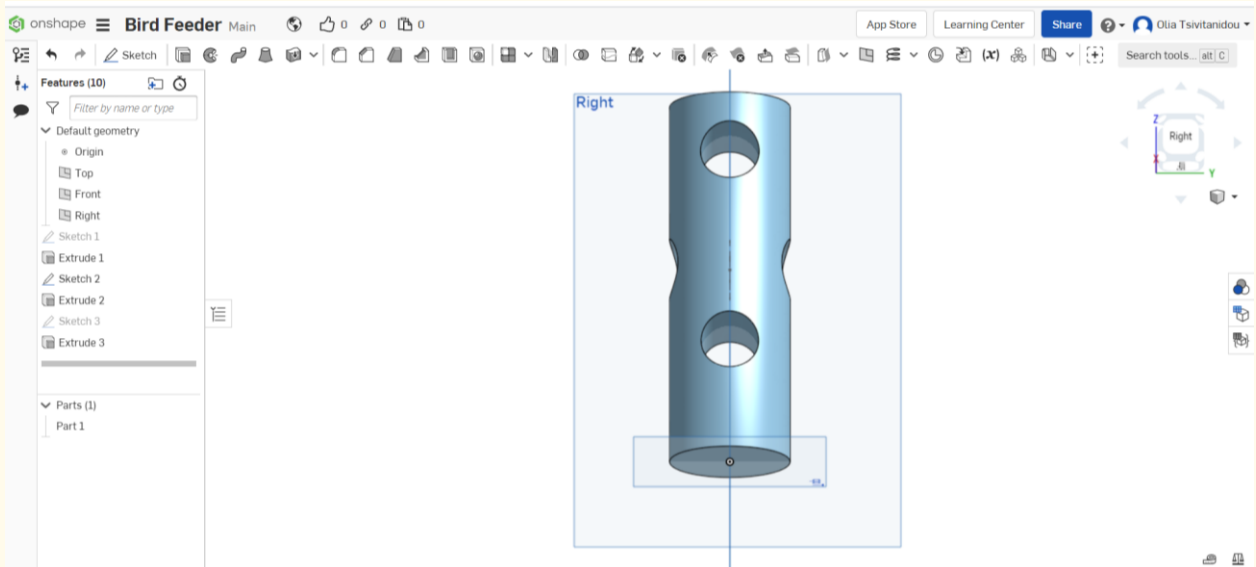 onshape Bird Feeder Main 0 0 0 App Store Learning Center Share Olia Tsivitanidou
Sketch Search tools... alt C
Features (10)
Filter by name or type
Default geometry
Origin
Top
Front
Right
Sketch 1
Extrude 1
Sketch 2
Extrude 2
Sketch 3
Extrude 3
Parts (1)
Part 1
Right
Z
Right
X
Y